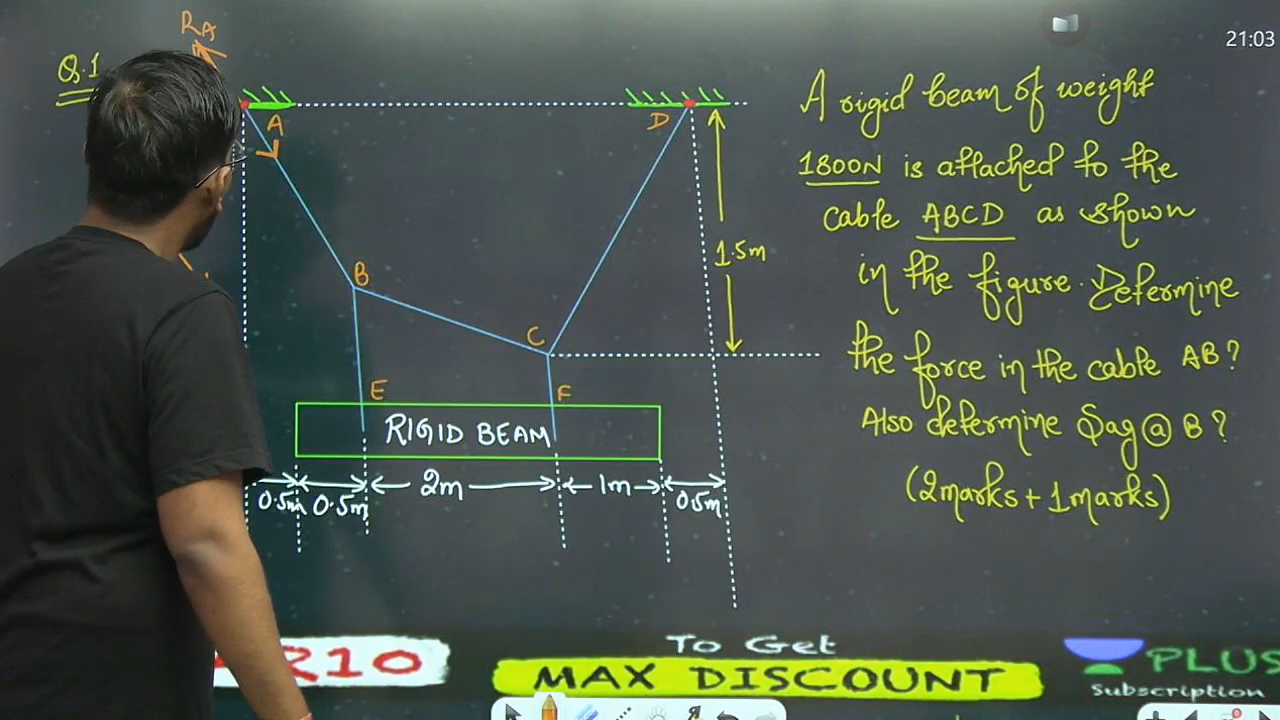 21:03
RA
Q.1
A
D
A rigid beam of weight
1800N is attached to the
cable ABCD as shown
in the figure. Determine
the force in the cable AB?
Also determine Sag @ B?
(2marks + 1marks)
1.5m
B
C
E
F
RIGID BEAM
0.5m 0.5m 2m 1m 0.5m
R10
To Get
MAX DISCOUNT
PLUS
Subscription